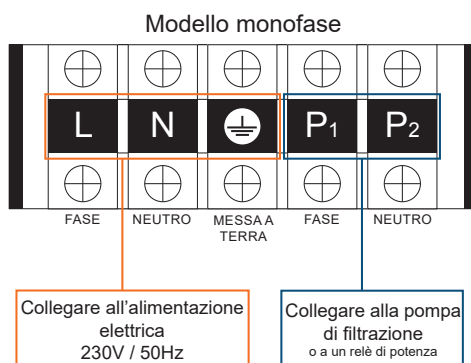 Modello monofase
L N P1 P2
FASE NEUTRO MESSA A TERRA FASE NEUTRO
Collegare all'alimentazione
elettrica
230V / 50Hz
Collegare alla pompa
di filtrazione
o a un relè di potenza